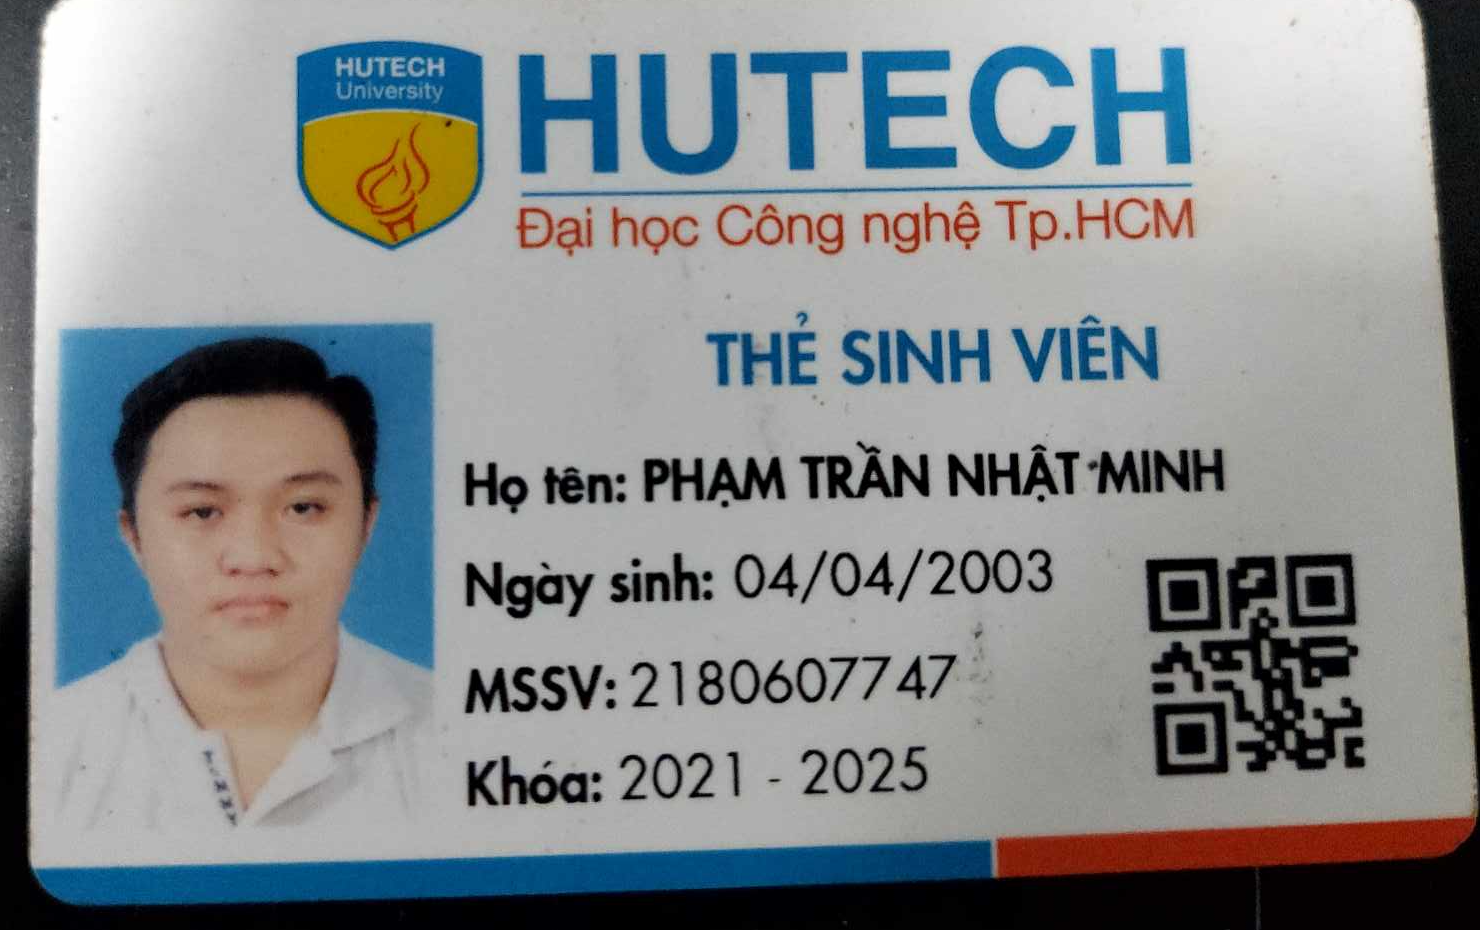 HUTECH
University
HUTECH
Đại học Công nghệ Tp.HCM
THẺ SINH VIÊN
Họ tên: PHẠM TRẦN NHẬT MINH
Ngày sinh: 04/04/2003
MSSV: 2180607747
Khóa: 2021 - 2025